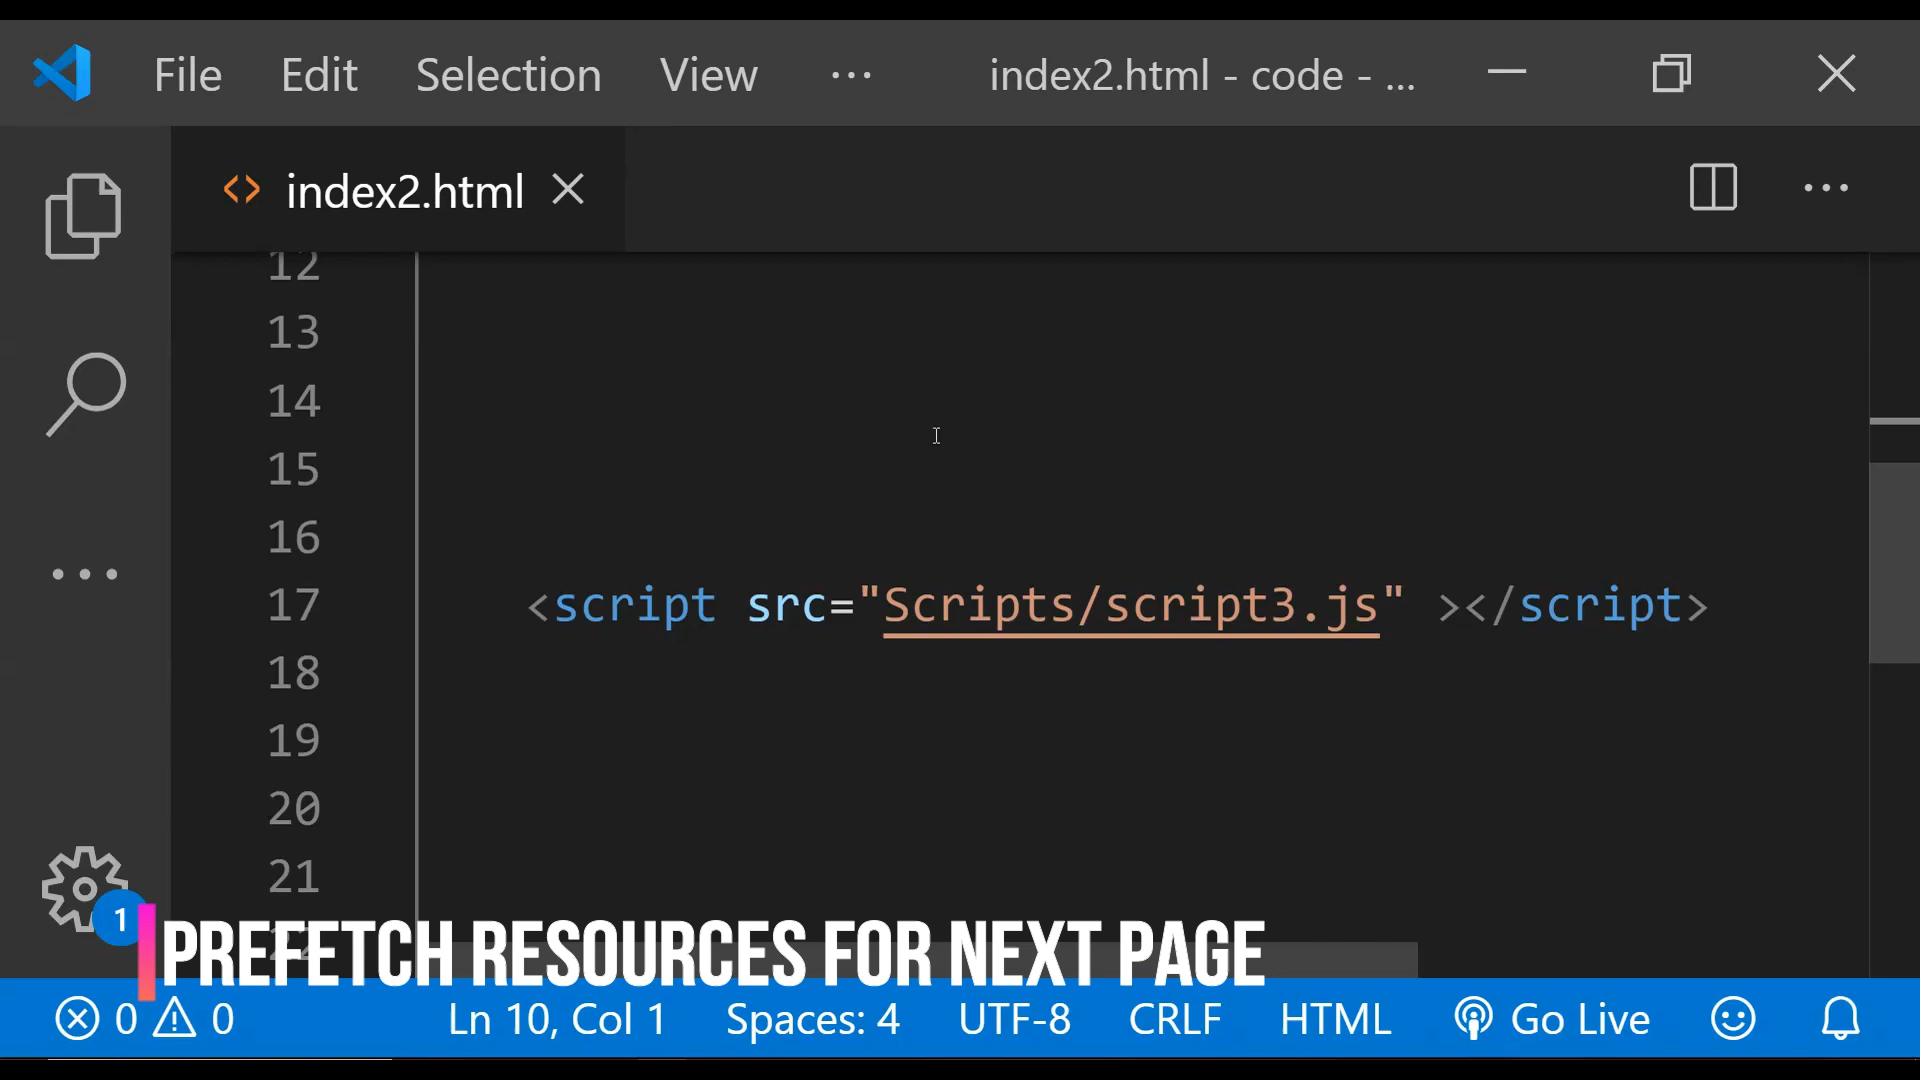 File Edit Selection View ... index2.html - code - ...
<> index2.html
12
13
14
15
16
17 <script src="Scripts/script3.js" ></script>
18
19
20
21
22
1
PREFETCH RESOURCES FOR NEXT PAGE
0 0 Ln 10, Col 1 Spaces: 4 UTF-8 CRLF HTML Go Live